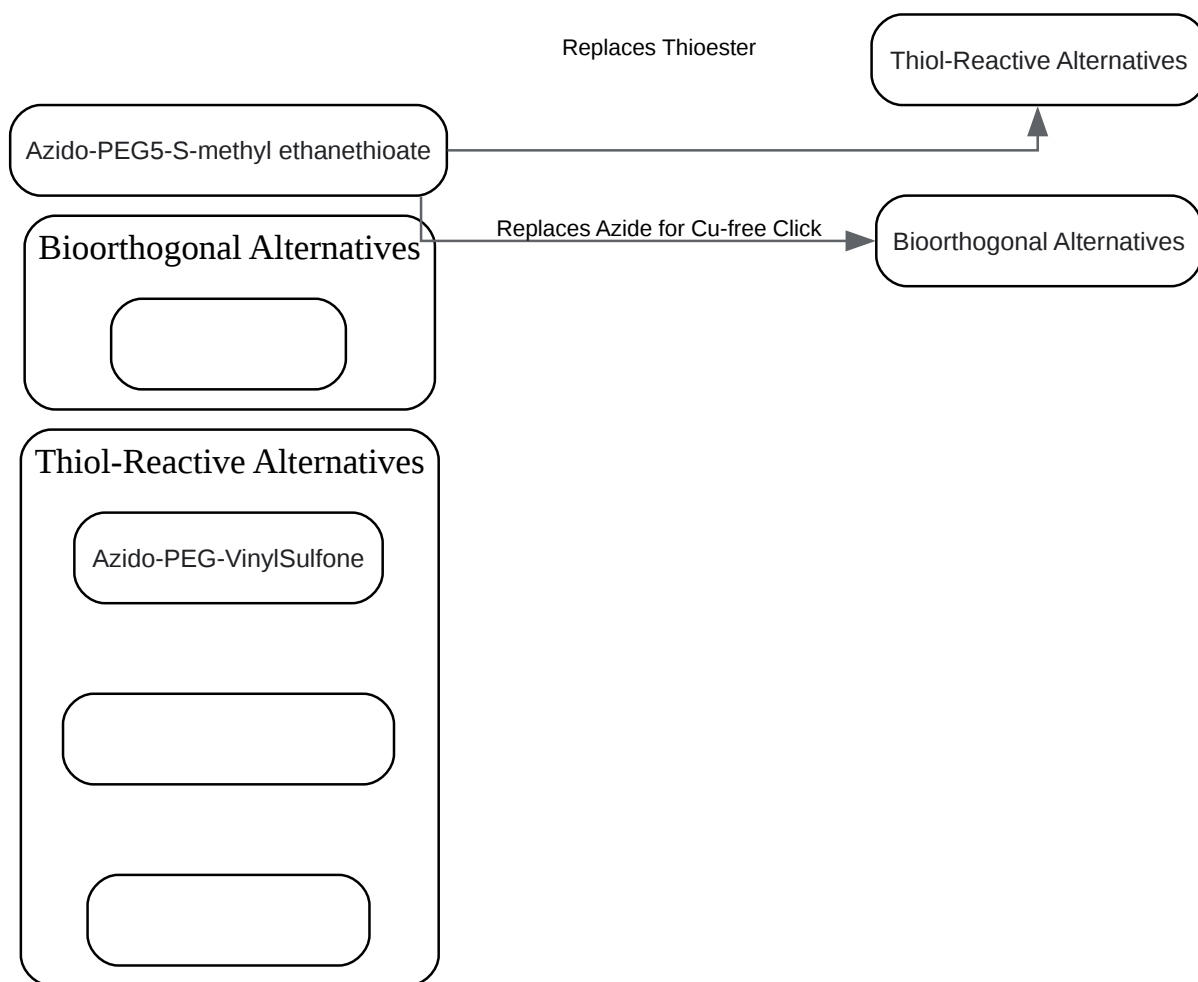 Replaces Thioester
Thiol-Reactive Alternatives
Azido-PEG5-S-methyl ethanethioate
Replaces Azide for Cu-free Click
Bioorthogonal Alternatives
Bioorthogonal Alternatives
Thiol-Reactive Alternatives
Azido-PEG-VinylSulfone